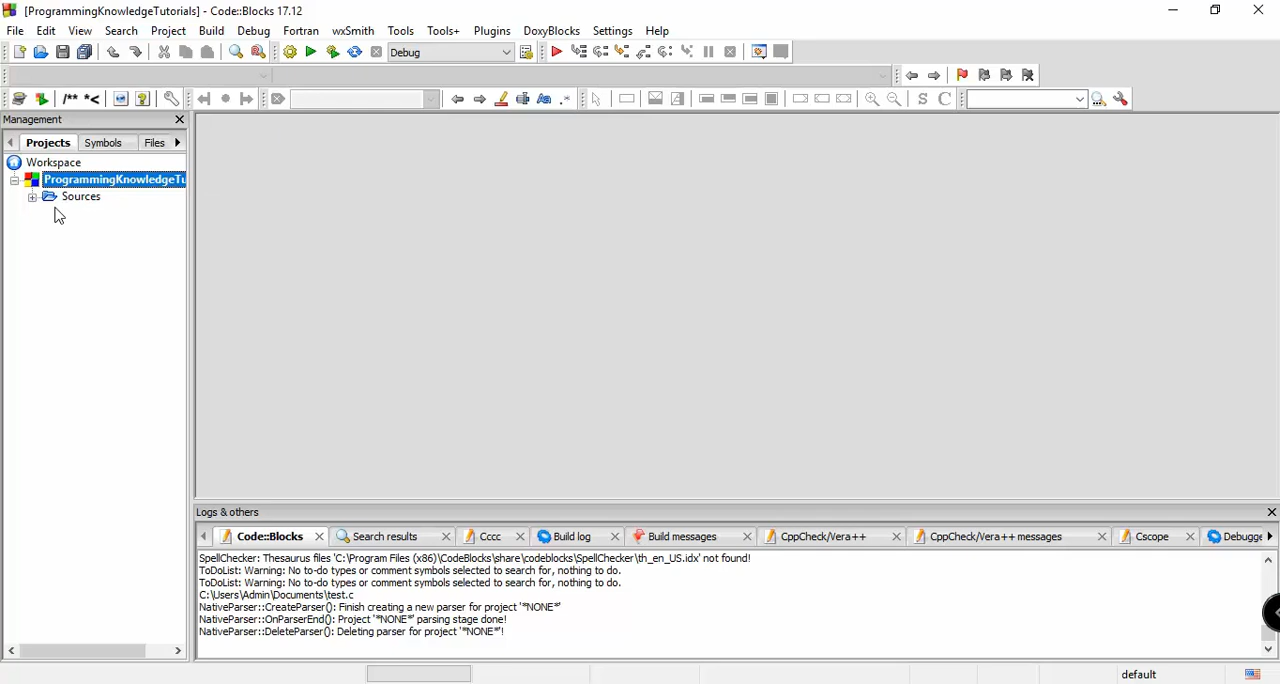 [ProgrammingKnowledgeTutorials] - Code::Blocks 17.12
File Edit View Search Project Build Debug Fortran wxSmith Tools Tools+ Plugins DoxyBlocks Settings Help
Debug
/** *<
.*
S C
Management
Projects Symbols Files
Workspace
ProgrammingKnowledgeTu
Sources
Logs & others
Code::Blocks Search results Cccc Build log Build messages CppCheck/Vera++ CppCheck/Vera++ messages Cscope Debugge
SpellChecker: Thesaurus files 'C:\Program Files (x86)\CodeBlocks\share\codeblocks\SpellChecker\th_en_US.idx' not found!
ToDoList: Warning: No to-do types or comment symbols selected to search for, nothing to do.
ToDoList: Warning: No to-do types or comment symbols selected to search for, nothing to do.
C:\Users\Admin\Documents\test.c
NativeParser::CreateParser(): Finish creating a new parser for project '*NONE*'
NativeParser::OnParserEnd(): Project '*NONE*' parsing stage done!
NativeParser::DeleteParser(): Deleting parser for project '*NONE*'!
default